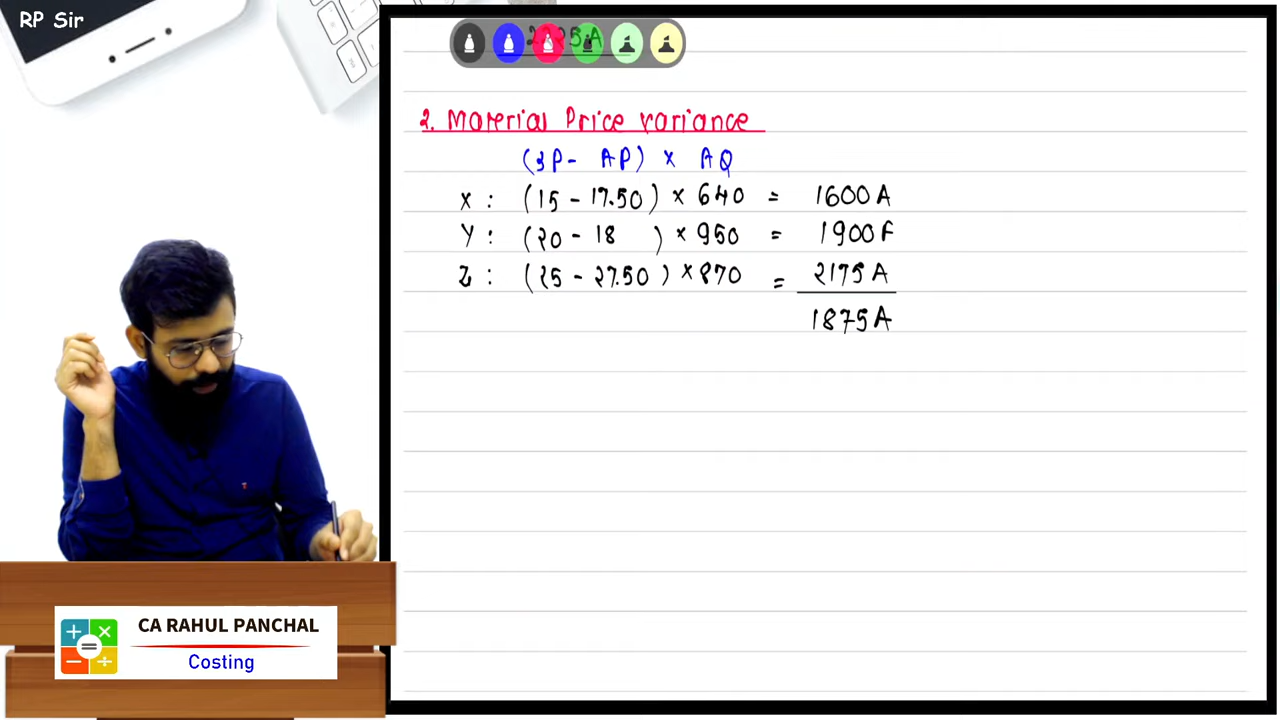 RP Sir
2. Material Price variance
(SP - AP) × AQ
X : (15 - 17.50) × 640 = 1600 A
Y : (20 - 18 ) × 950 = 1900 F
Z : (25 - 27.50) × 870 = 2175 A
1875 A
CA RAHUL PANCHAL
Costing